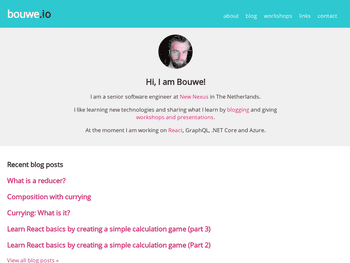 bouwe.io
about blog workshops links contact
Hi, I am Bouwe!
I am a senior software engineer at New Nexus in The Netherlands.
I like learning new technologies and sharing what I learn by blogging and giving
workshops and presentations.
At the moment I am working on React, GraphQL, .NET Core and Azure.
Recent blog posts
What is a reducer?
Composition with currying
Currying: What is it?
Learn React basics by creating a simple calculation game (part 3)
Learn React basics by creating a simple calculation game (Part 2)
View all blog posts »